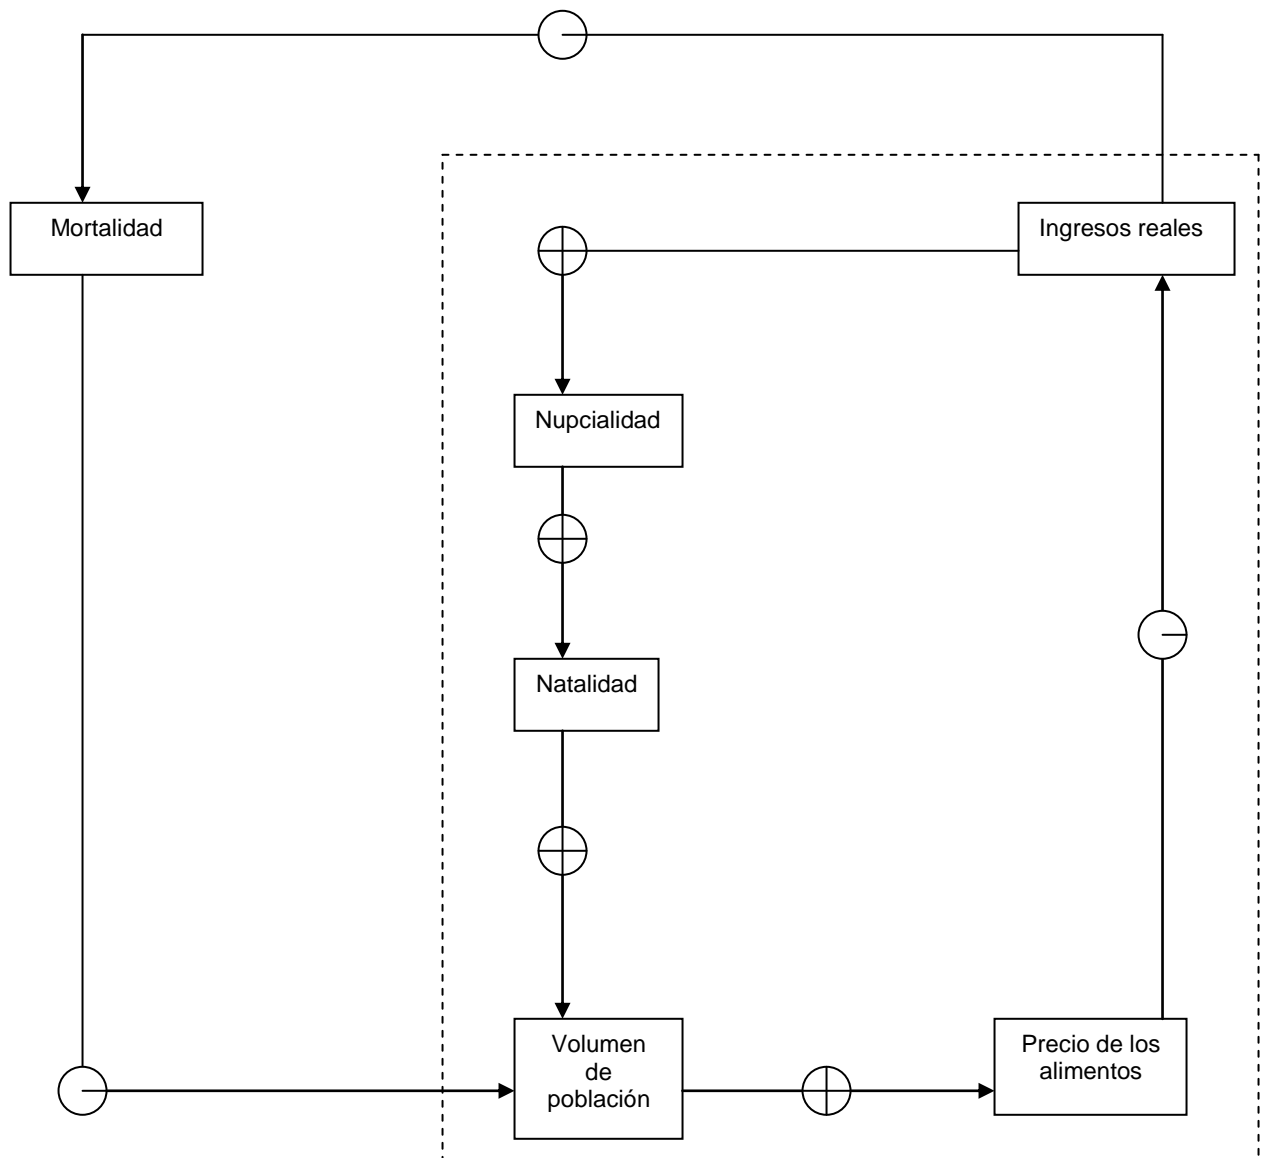 Mortalidad
Ingresos reales
Nupcialidad
Natalidad
Volumen
de
población
Precio de los
alimentos